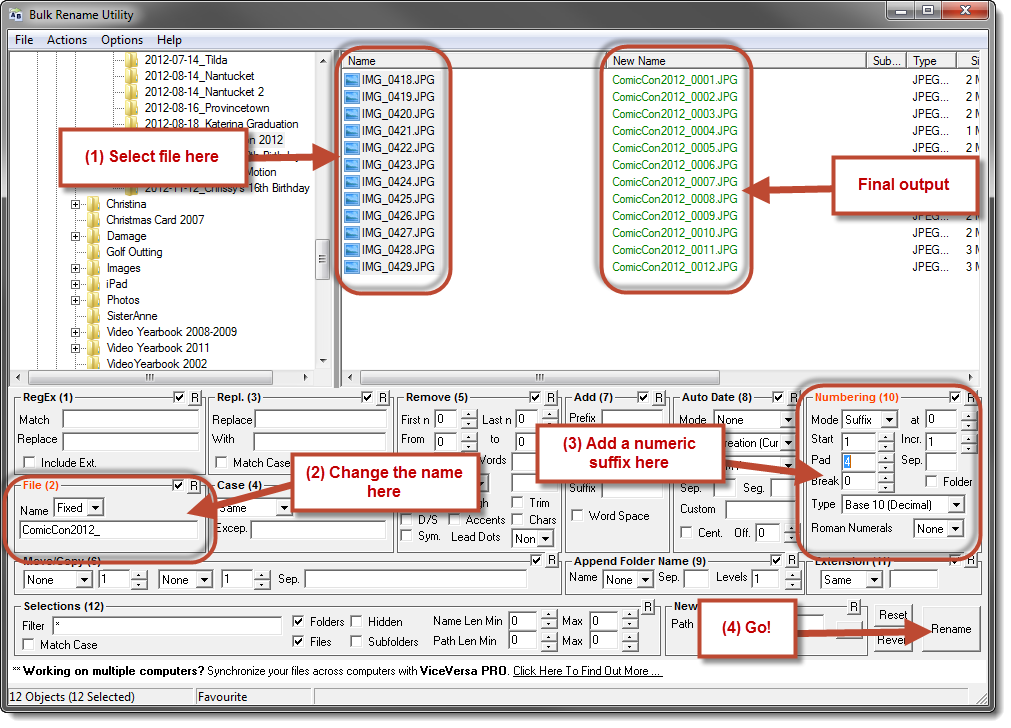 Bulk Rename Utility
File Actions Options Help
2012-07-14_Tilda
2012-08-14_Nantucket
2012-08-14_Nantucket 2
2012-08-16_Provincetown
2012-08-18_Katerina Graduation
2012
Birthday
Motion
2012-11-12_Chrissy's 16th Birthday
Christina
Christmas Card 2007
Damage
Golf Outting
Images
iPad
Photos
SisterAnne
Video Yearbook 2008-2009
Video Yearbook 2011
VideoYearbook 2002
(1) Select file here
Name New Name Sub... Type Si
IMG_0418.JPG ComicCon2012_0001.JPG JPEG... 2 M
IMG_0419.JPG ComicCon2012_0002.JPG JPEG... 2 M
IMG_0420.JPG ComicCon2012_0003.JPG JPEG... 2 M
IMG_0421.JPG ComicCon2012_0004.JPG JPEG... 1 M
IMG_0422.JPG ComicCon2012_0005.JPG JPEG... 2 M
IMG_0423.JPG ComicCon2012_0006.JPG
IMG_0424.JPG ComicCon2012_0007.JPG
IMG_0425.JPG ComicCon2012_0008.JPG
IMG_0426.JPG ComicCon2012_0009.JPG JPEG...
IMG_0427.JPG ComicCon2012_0010.JPG JPEG... 2 M
IMG_0428.JPG ComicCon2012_0011.JPG JPEG... 3 M
IMG_0429.JPG ComicCon2012_0012.JPG JPEG... 3 M
Final output
RegEx (1) R
Match
Replace
Include Ext.
Repl. (3) R
Replace
With
Match Case
Remove (5) R
First n 0 Last n 0
From 0 to 0
Words
Trim
D/S Accents Chars
Sym. Lead Dots Non
Add (7) R
Prefix
Suffix
Word Space
Auto Date (8) R
Mode None
Creation (Cur
Sep. Seg.
Custom
Cent. Off. 0
Numbering (10) R
Mode Suffix at 0
Start 1 Incr. 1
Pad 4 Sep.
Break 0 Folder
Type Base 10 (Decimal)
Roman Numerals None
File (2) R
Name Fixed
ComicCon2012_
Case (4)
Same
Excep.
(2) Change the name
here
(3) Add a numeric
suffix here
Move/Copy (6) R
None 1 None 1 Sep.
Append Folder Name (9) R
Name None Sep. Levels 1
Extension (11) R
Same
Selections (12) R
Filter *
Match Case
Folders Hidden Name Len Min 0 Max 0
Files Subfolders Path Len Min 0 Max 0
New R
Path
(4) Go!
Reset
Rever
Rename
** Working on multiple computers? Synchronize your files across computers with ViceVersa PRO. Click Here To Find Out More ...
12 Objects (12 Selected) Favourite